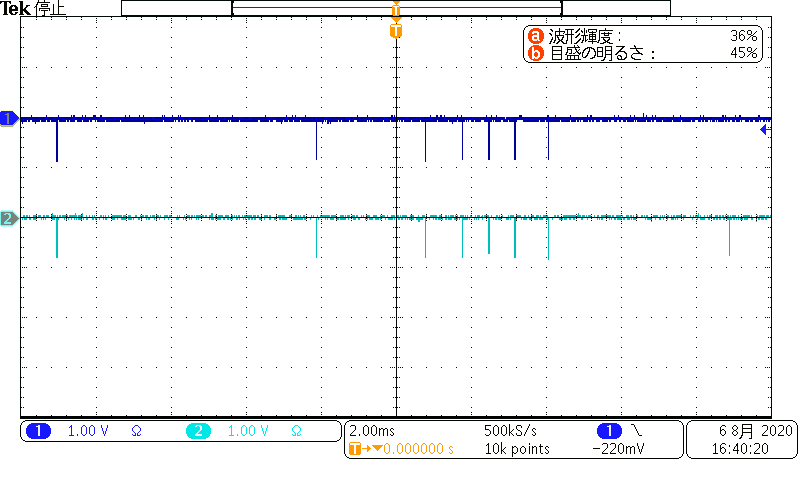 Tek 停止
T
T
a 波形輝度 : 36%
b 目盛の明るさ : 45%
1
2
1 1.00 V Ω 2 1.00 V Ω
2.00ms 500kS/s 1 6 8月 2020
T→▼0.000000 s 10k points −220mV 16:40:20